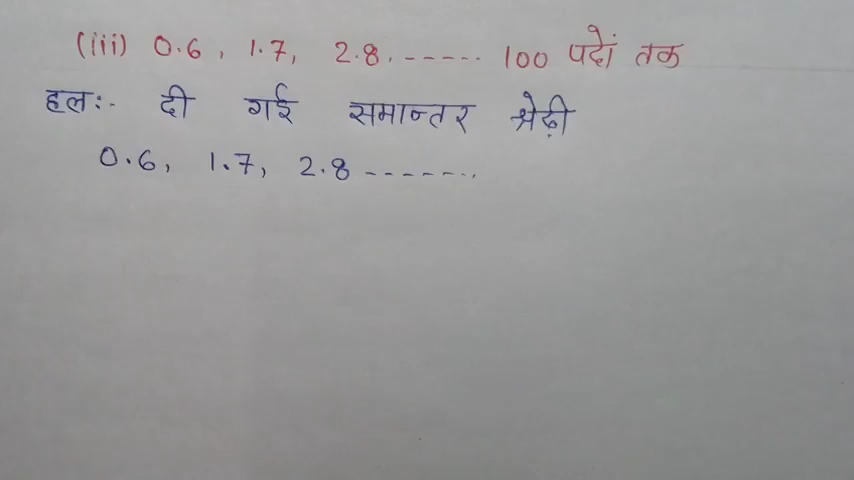 (iii) 0.6, 1.7, 2.8. ------ 100 पदों तक
हल:- दी गई समान्तर श्रेढ़ी
0.6, 1.7, 2.8 -------